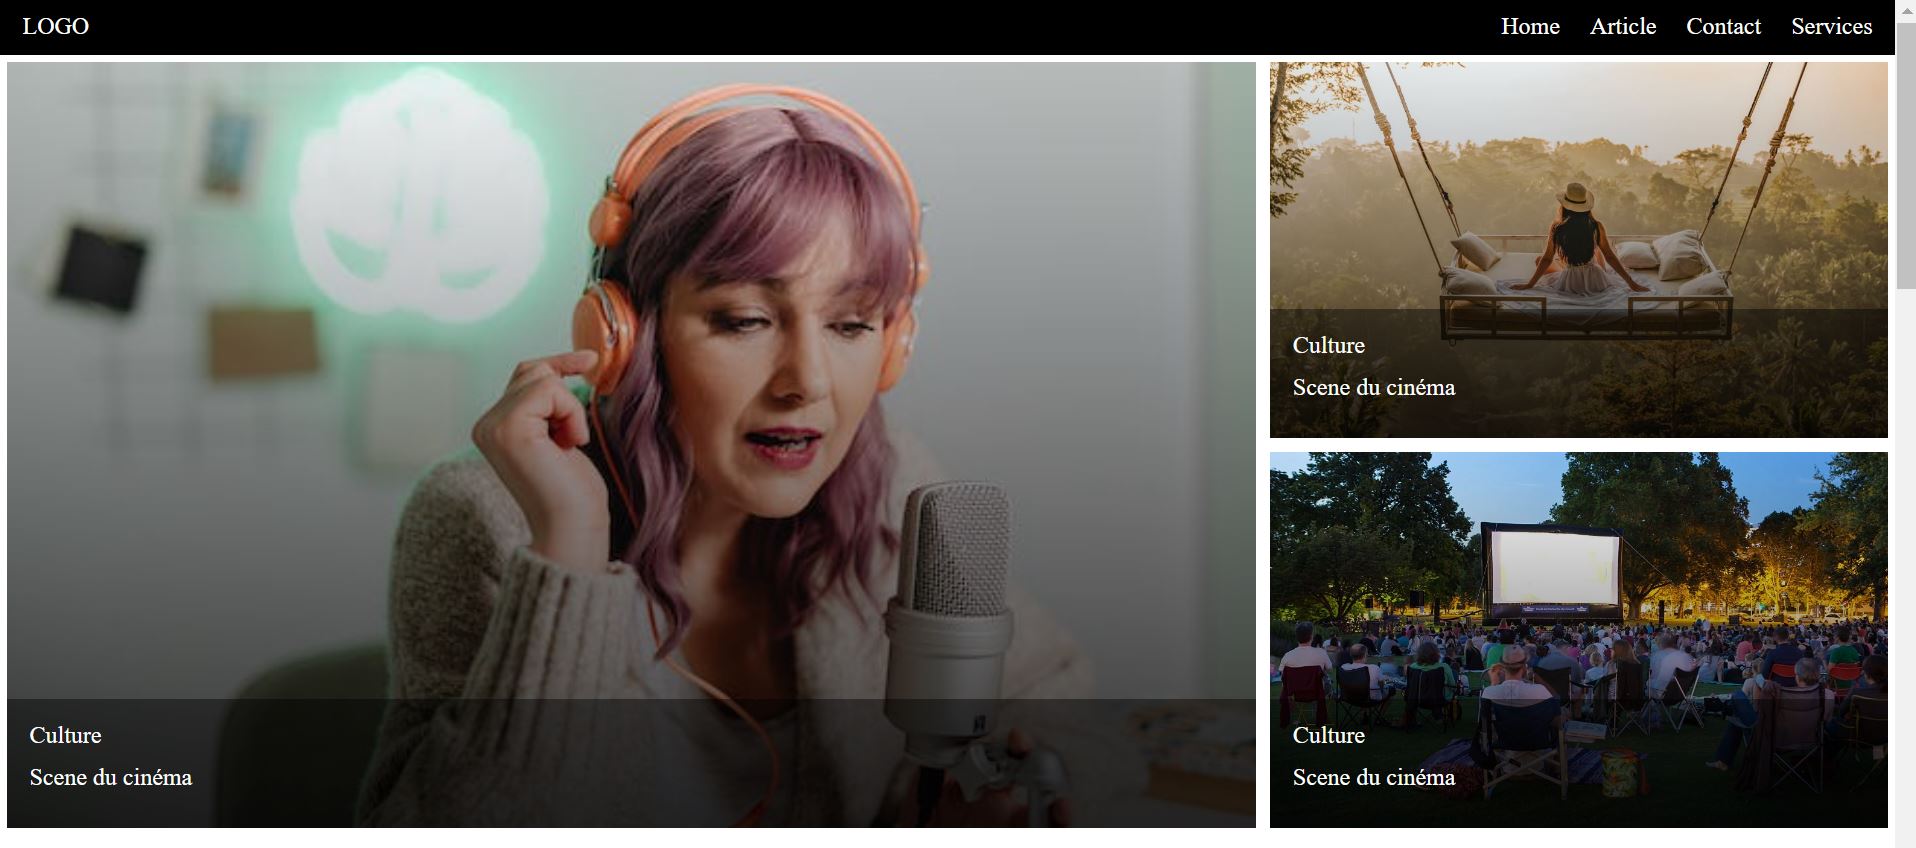 LOGO
Home Article Contact Services
Culture
Scene du cinéma
Culture
Scene du cinéma
Culture
Scene du cinéma